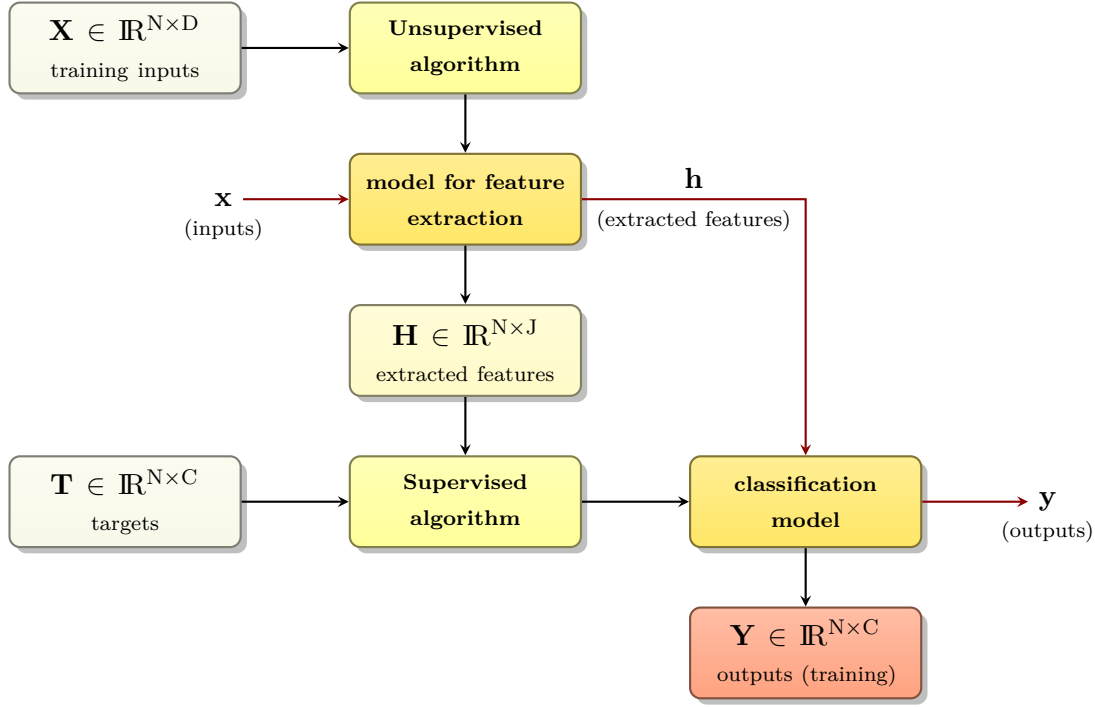 X ∈ ℝ^{N×D}
training inputs
Unsupervised
algorithm
x
(inputs)
model for feature
extraction
h
(extracted features)
H ∈ ℝ^{N×J}
extracted features
T ∈ ℝ^{N×C}
targets
Supervised
algorithm
classification
model
y
(outputs)
Y ∈ ℝ^{N×C}
outputs (training)